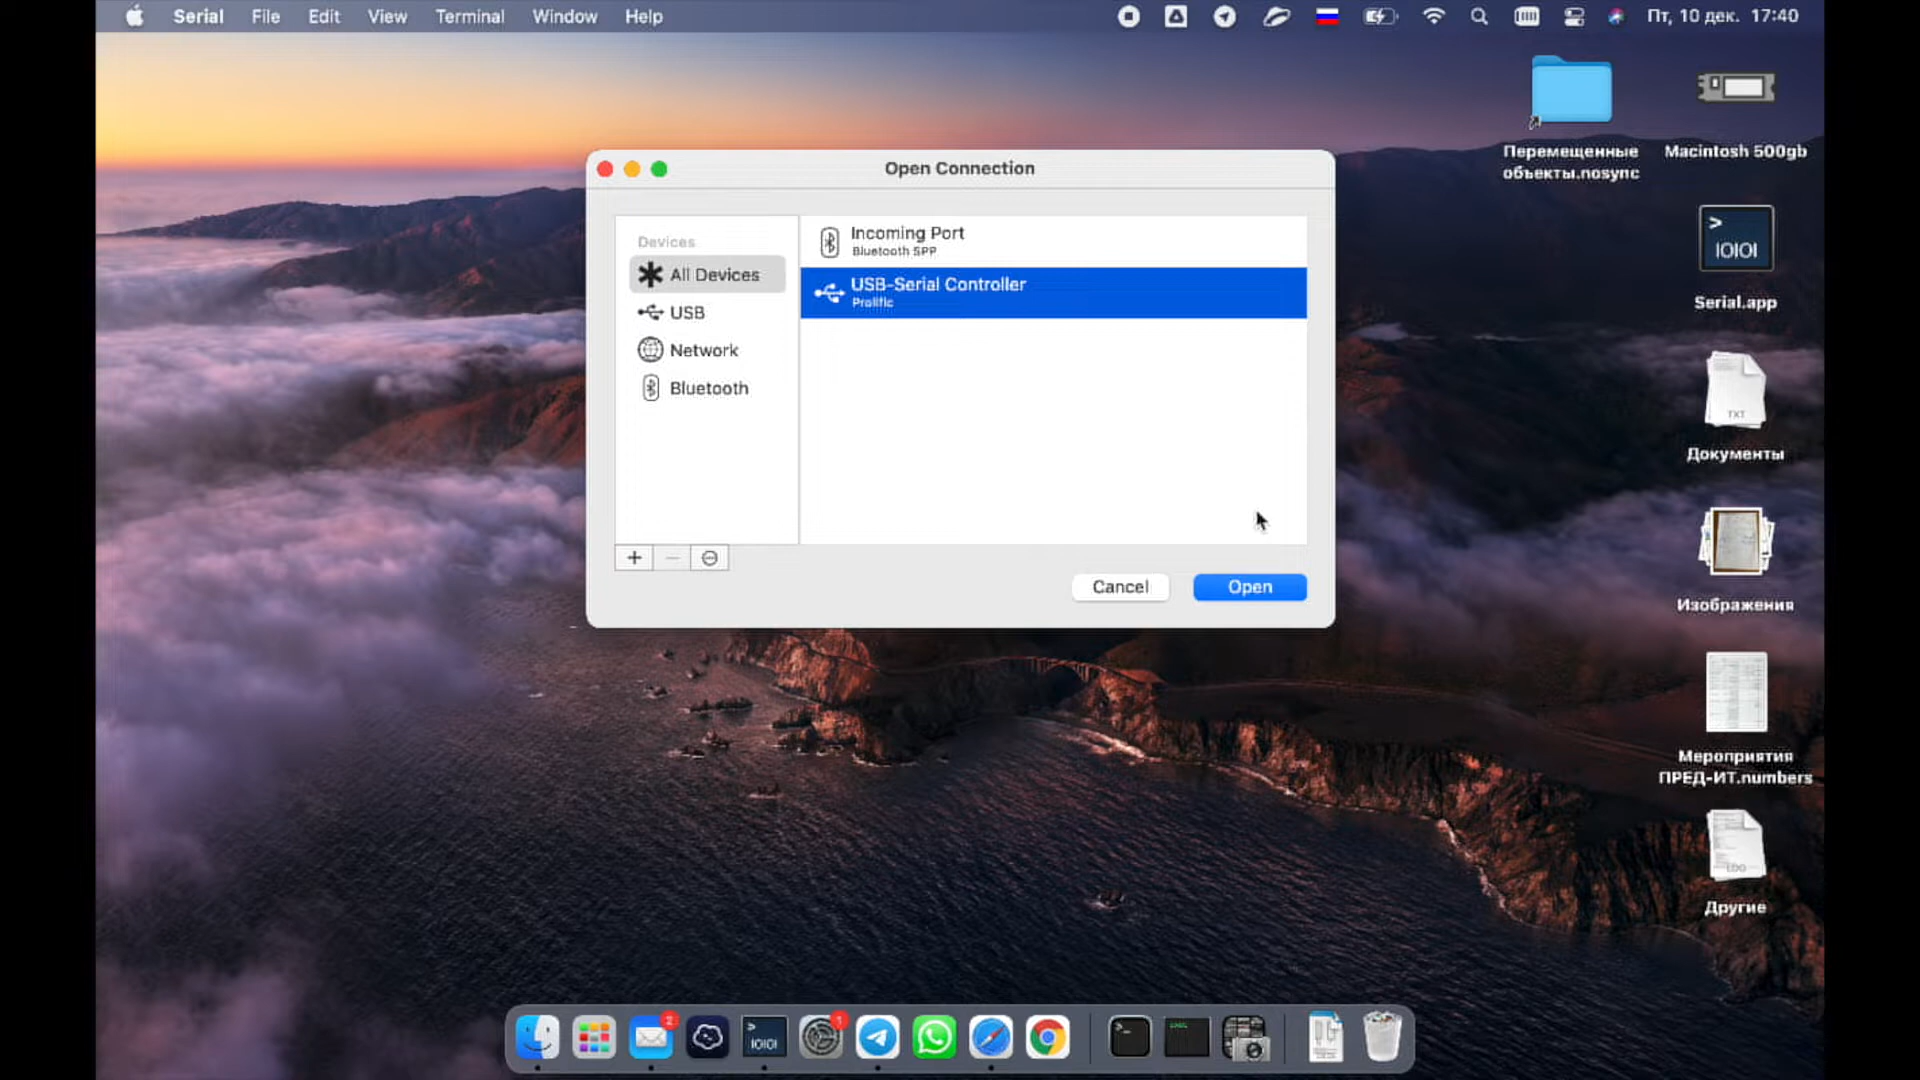 Serial File Edit View Terminal Window Help
Пт, 10 дек. 17:40
Перемещенные
объекты.nosync
Macintosh 500gb
Open Connection
Devices
All Devices
USB
Network
Bluetooth
Incoming Port
Bluetooth SPP
USB-Serial Controller
Prolific
Cancel
Open
>
IOIOI
Serial.app
TXT
Документы
Изображения
Мероприятия
ПРЕД-ИТ.numbers
Другие
2
>
IOIOI
1